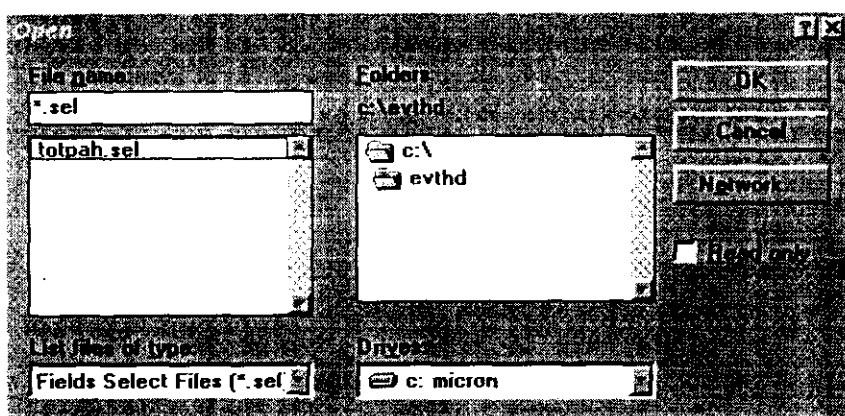 Open
File name:
*.sel
totpah.sel
List files of type:
Fields Select Files (*.sel
Folders:
c:\evthd
c:\
evthd
Drives:
c: micron
OK
Cancel
Network...
Read only